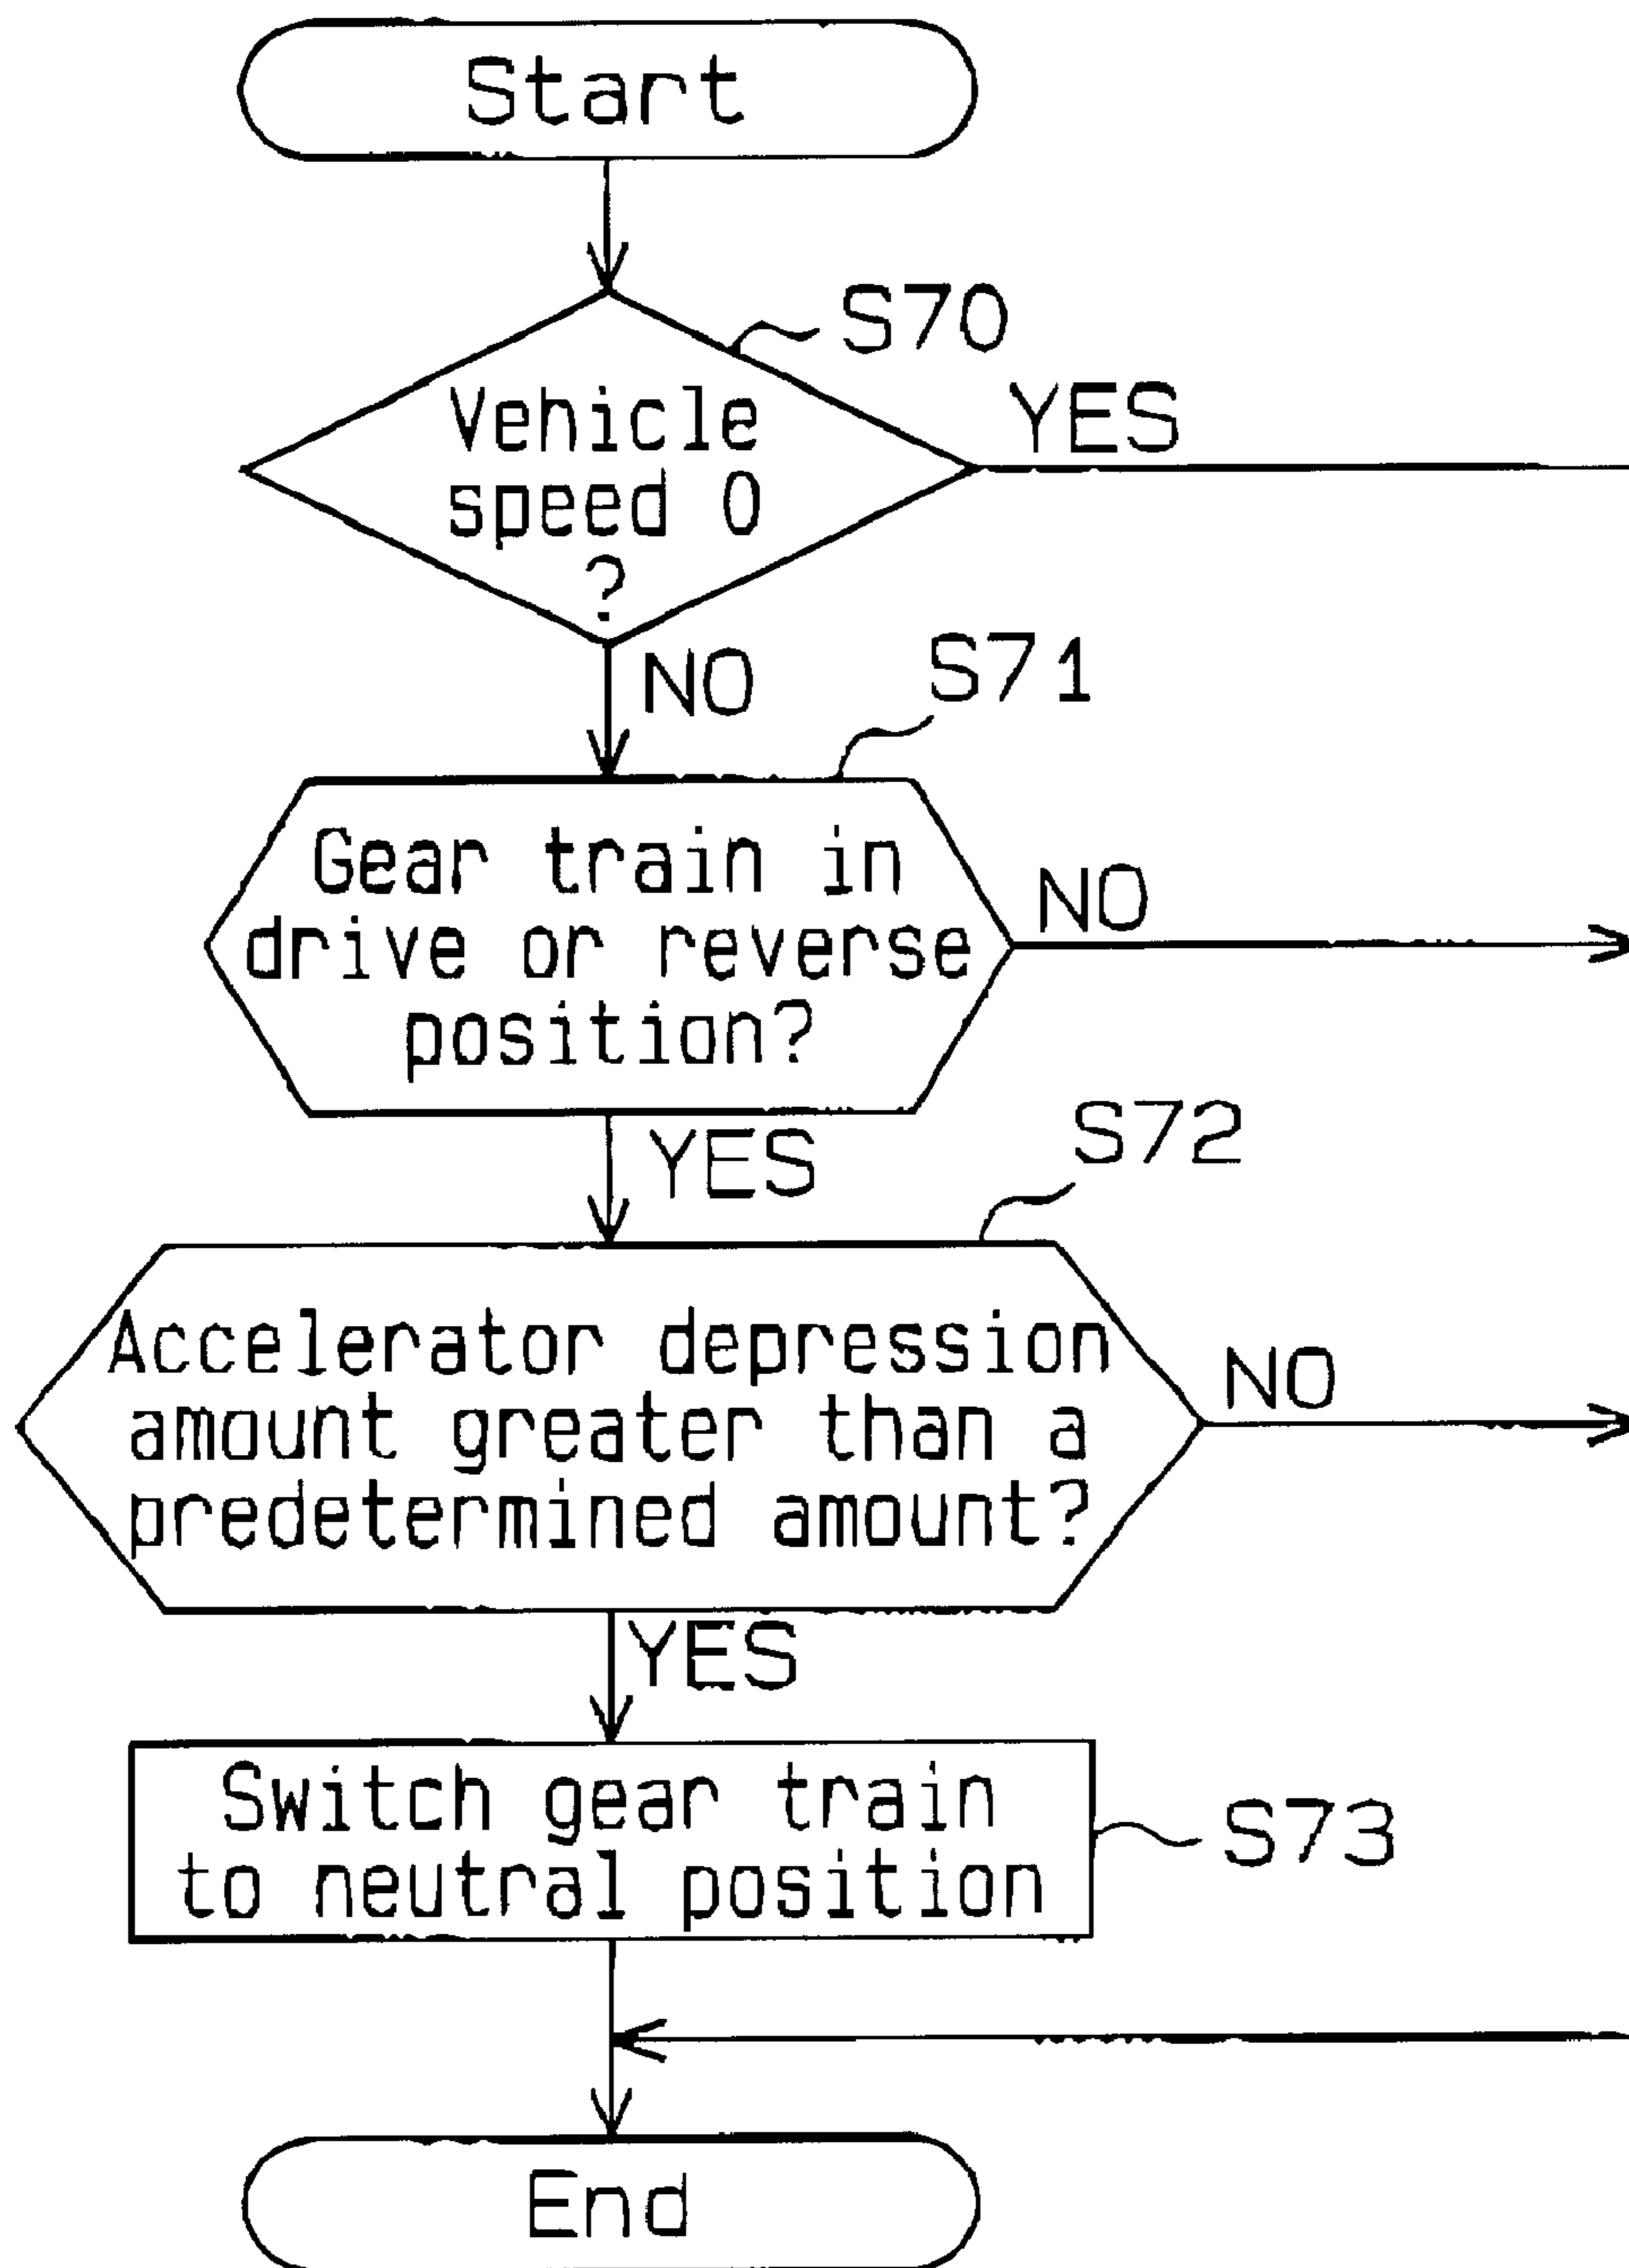 Start
S70
YES
Vehicle
speed 0
?
NO
S71
Gear train in
drive or reverse
position?
NO
YES
S72
Accelerator depression
amount greater than a
predetermined amount?
NO
YES
Switch gear train
to neutral position
S73
End